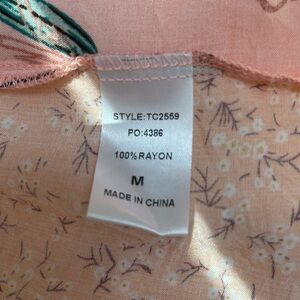 STYLE:TC2559
PO:4386
100%RAYON
M
MADE IN CHINA